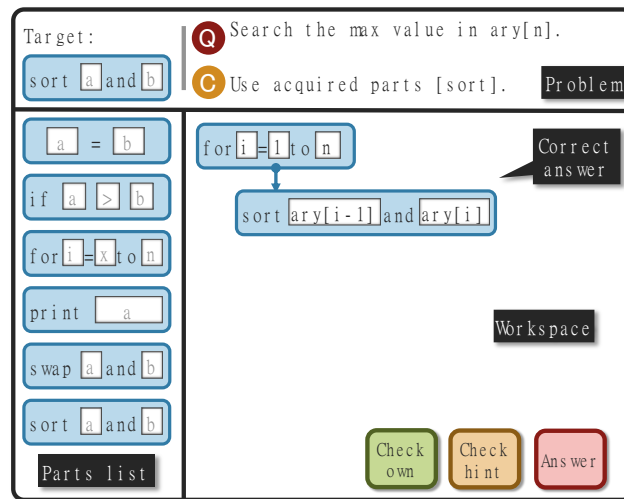 Target:
sort a and b
Q Search the max value in ary[n].
C Use acquired parts [sort].
Problem
a = b
if a > b
for i = x to n
print a
swap a and b
sort a and b
Parts list
for i = 1 to n
sort ary[i-1] and ary[i]
Correct
answer
Workspace
Check
own
Check
hint
Answer